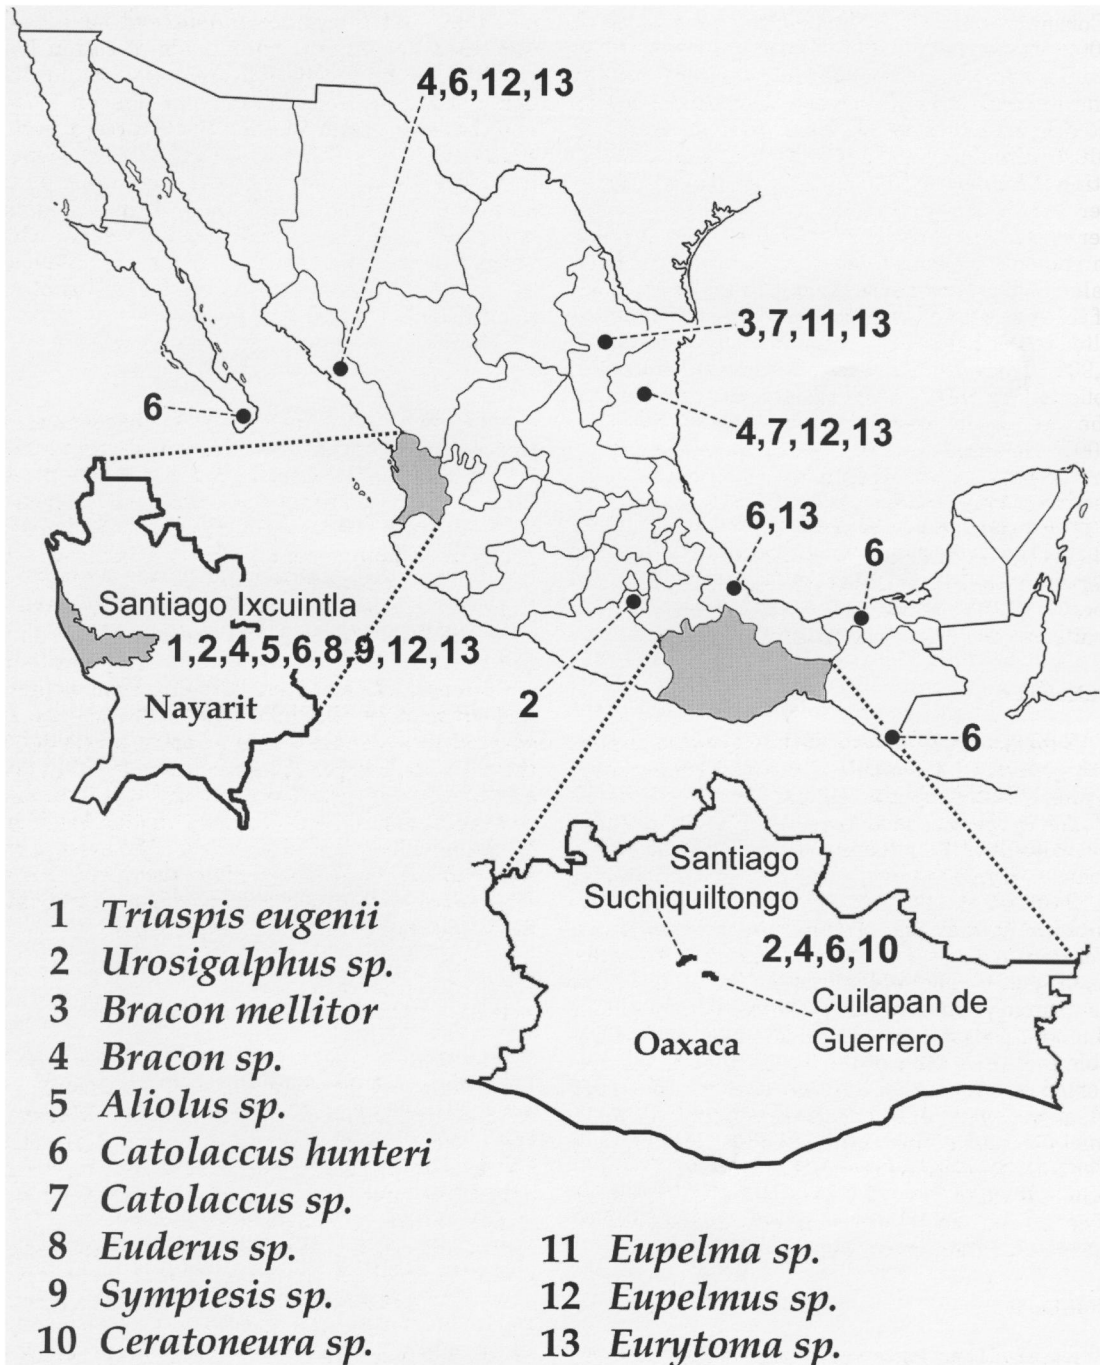 4,6,12,13
3,7,11,13
6
4,7,12,13
6,13
6
Santiago Ixcuintla
1,2,4,5,6,8,9,12,13
Nayarit
2
6
Santiago
Suchiquiltongo
2,4,6,10
Cuilapan de
Guerrero
Oaxaca
1 Triaspis eugenii
2 Urosigalphus sp.
3 Bracon mellitor
4 Bracon sp.
5 Aliolus sp.
6 Catolaccus hunteri
7 Catolaccus sp.
8 Euderus sp.
9 Sympiesis sp.
10 Ceratoneura sp.
11 Eupelma sp.
12 Eupelmus sp.
13 Eurytoma sp.